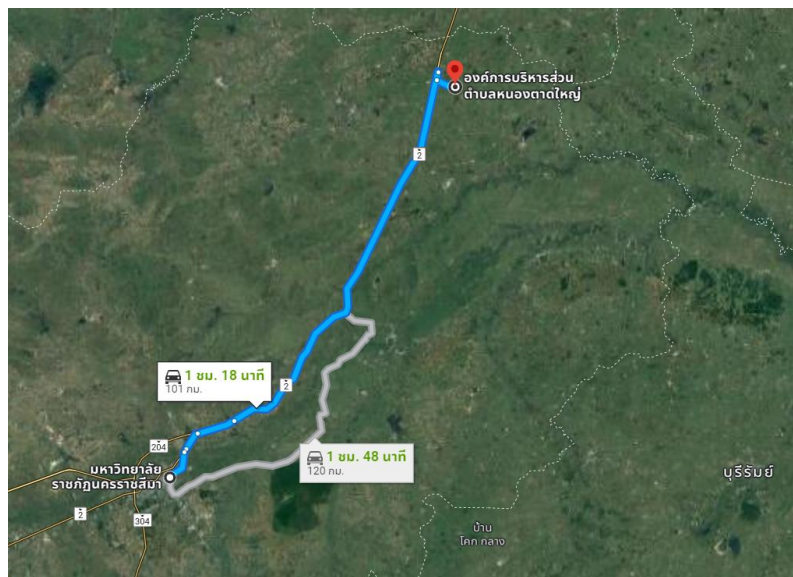 องค์การบริหารส่วน
ตำบลหนองตาดใหญ่
2
1 ชม. 18 นาที
101 กม.
2
204
มหาวิทยาลัย
ราชภัฏนครราชสีมา
1 ชม. 48 นาที
120 กม.
บุรีรัมย์
2
304
บ้าน
โคก กลาง